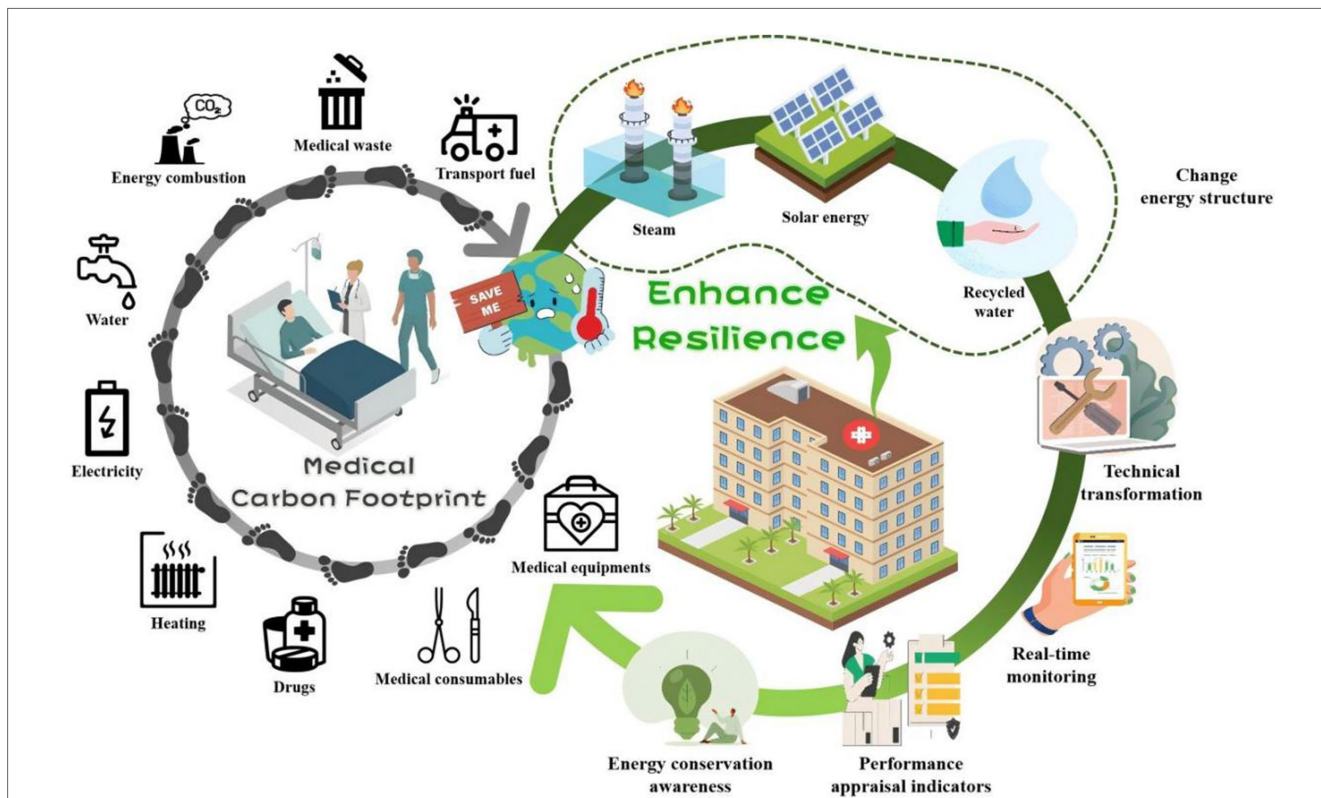 CO₂
Medical waste
Energy combustion
Transport fuel
Water
Electricity
Heating
Drugs
Medical consumables
Medical equipments
Medical
Carbon Footprint
SAVE
ME
Steam
Solar energy
Recycled
water
Change
energy structure
Enhance
Resilience
Technical
transformation
Real-time
monitoring
Performance
appraisal indicators
Energy conservation
awareness